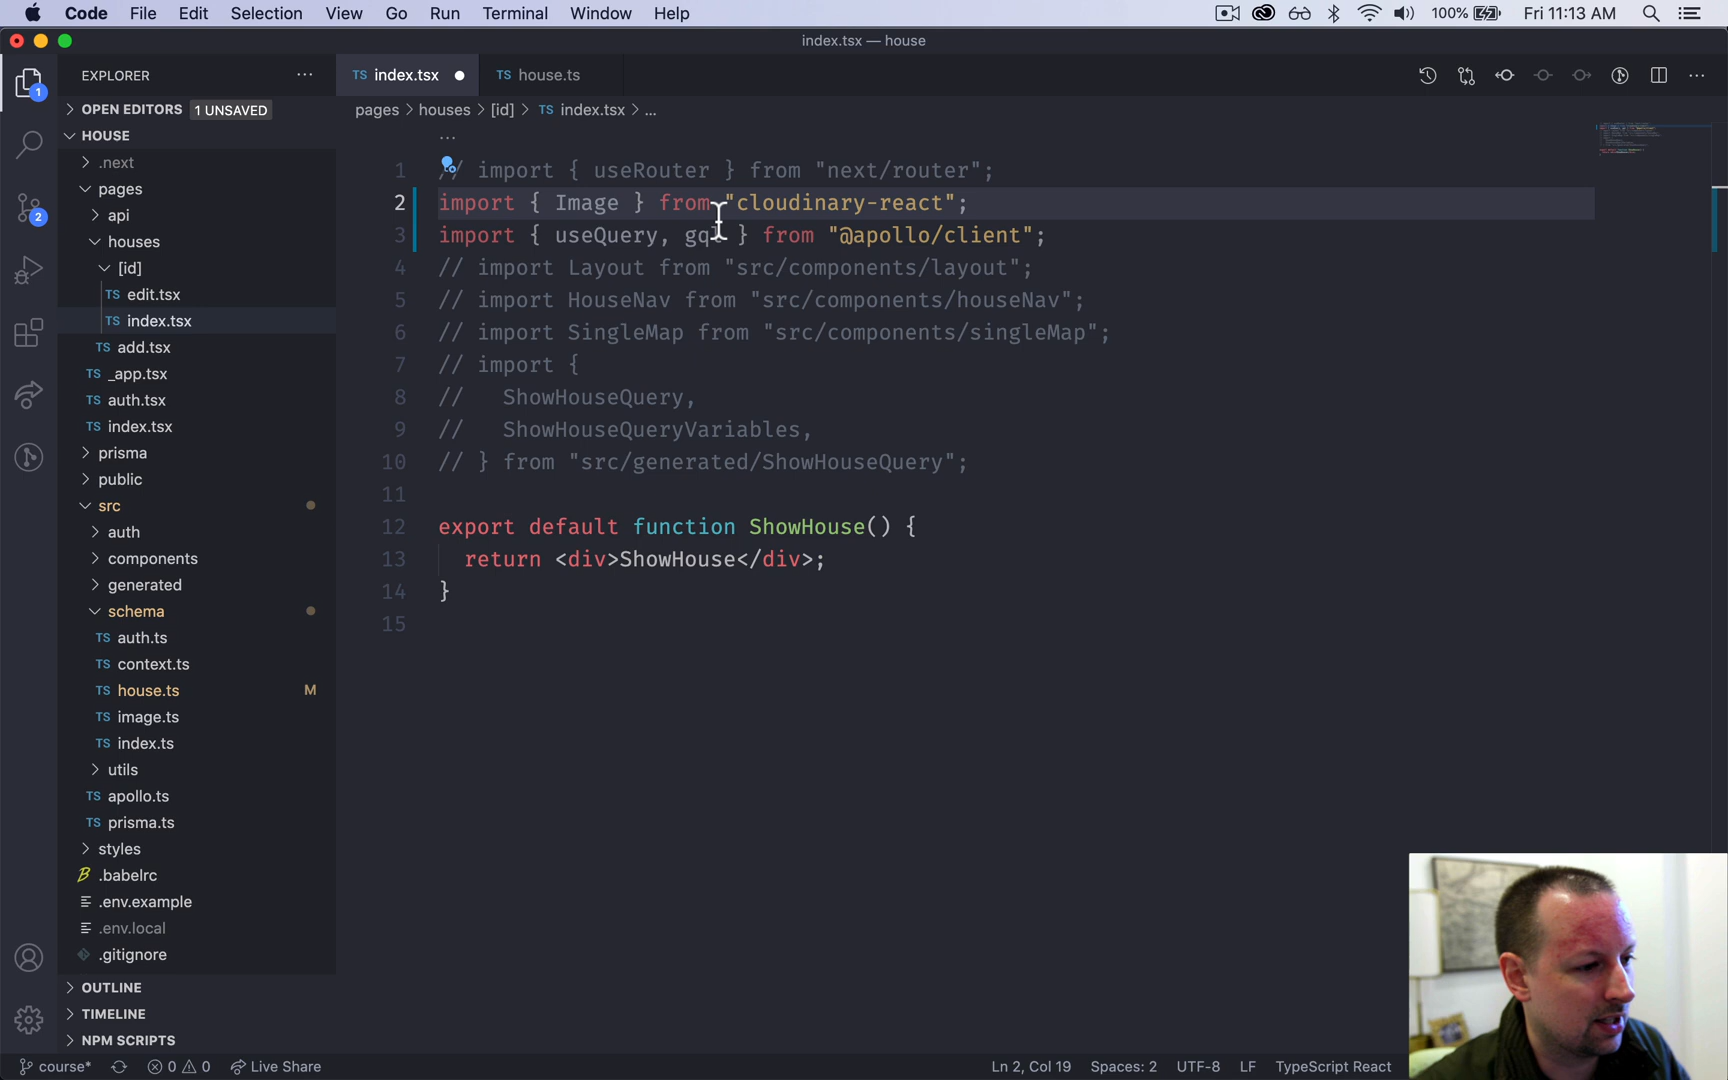 Code File Edit Selection View Go Run Terminal Window Help 100% Fri 11:13 AM
index.tsx — house
EXPLORER ... TS index.tsx TS house.ts
OPEN EDITORS 1 UNSAVED
pages > houses > [id] > TS index.tsx > ...
HOUSE
.next
pages
api
houses
[id]
TS edit.tsx
TS index.tsx
TS add.tsx
TS _app.tsx
TS auth.tsx
TS index.tsx
prisma
public
src
auth
components
generated
schema
TS auth.ts
TS context.ts
TS house.ts M
TS image.ts
TS index.ts
utils
TS apollo.ts
TS prisma.ts
styles
.babelrc
.env.example
.env.local
.gitignore
OUTLINE
TIMELINE
NPM SCRIPTS
1
2
...
1 // import { useRouter } from "next/router";
2 import { Image } from "cloudinary-react";
3 import { useQuery, gql } from "@apollo/client";
4 // import Layout from "src/components/layout";
5 // import HouseNav from "src/components/houseNav";
6 // import SingleMap from "src/components/singleMap";
7 // import {
8 //   ShowHouseQuery,
9 //   ShowHouseQueryVariables,
10 // } from "src/generated/ShowHouseQuery";
11
12 export default function ShowHouse() {
13   return <div>ShowHouse</div>;
14 }
15
course* 0 0 Live Share Ln 2, Col 19 Spaces: 2 UTF-8 LF TypeScript React